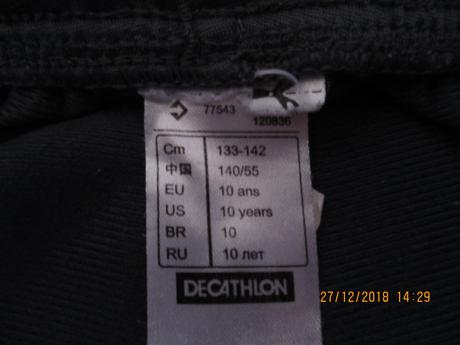 77543
120836
Cm 133-142
中国 140/55
EU 10 ans
US 10 years
BR 10
RU 10 лет
DECATHLON
27/12/2018 14:29